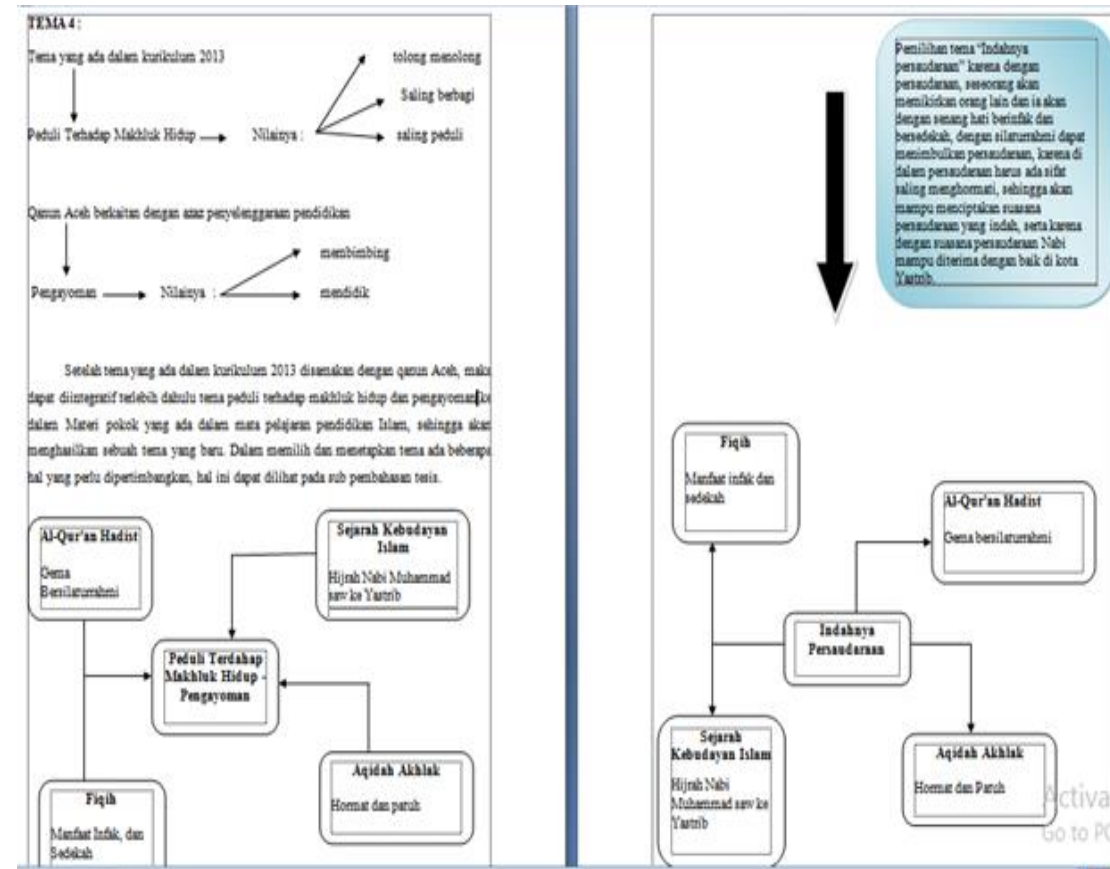 TEMA 4 :
Tema yang ada dalam kurikulum 2013
tolong menolong
Saling berbagi
Peduli Terhadap Makhluk Hidup
Nilainya :
saling peduli
Qanun Aceh berkaitan dengan azaz penyelenggaraan pendidikan
membimbing
Pengayoman
Nilainya :
mendidik
Setelah tema yang ada dalam kurikulum 2013 disamakan dengan qanun Aceh, maka
dapat diintegratif terlebih dahulu tema peduli terhadap makhluk hidup dan pengayoman ke
dalam Materi pokok yang ada dalam mata pelajaran pendidikan Islam, sehingga akan
menghasilkan sebuah tema yang baru. Dalam memilih dan menetapkan tema ada beberapa
hal yang perlu dipertimbangkan, hal ini dapat dilihat pada sub pembahasan tesis.
Al-Qur'an Hadist
Gema
Bersilaturrahmi
Sejarah Kebudayan
Islam
Hijrah Nabi Muhammad
saw ke Yastrib
Peduli Terdahap
Makhluk Hidup -
Pengayoman
Fiqih
Manfaat Infak, dan
Sedekah
Aqidah Akhlak
Hormat dan patuh
Pemilihan tema "Indahnya
persaudaraan" karena dengan
persaudaraan, seseorang akan
memikirkan orang lain dan ia akan
dengan senang hati berinfak dan
bersedekah, dengan silaturrahmi dapat
menimbulkan persaudaraan, karena di
dalam persaudaraan harus ada sifat
saling menghormati, sehingga akan
mampu menciptakan suasana
persaudaraan yang indah, serta karena
dengan suasana persaudaraan Nabi
mampu diterima dengan baik di kota
Yastrib.
Fiqih
Manfaat infak dan
sedekah
Al-Qur'an Hadist
Gema bersilaturrahmi
Indahnya
Persaudaraan
Sejarah
Kebudayan Islam
Hijrah Nabi
Muhammad saw ke
Yastrib
Aqidah Akhlak
Hormat dan Patuh
Activa
Go to PC